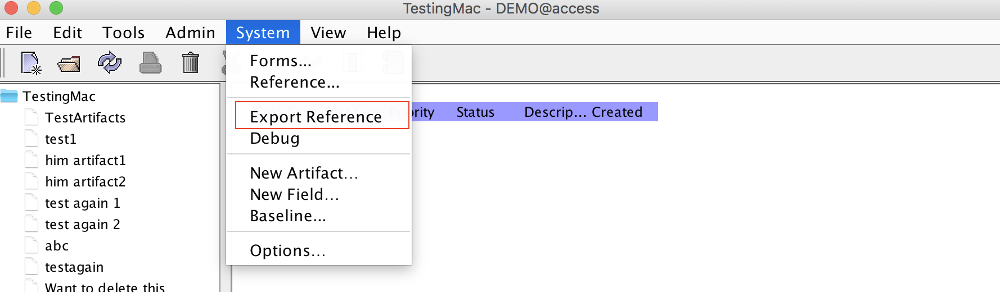 TestingMac - DEMO@access
File Edit Tools Admin System View Help
Forms...
Reference...
Export Reference
Debug
New Artifact...
New Field...
Baseline...
Options...
Status Descrip... Created
TestingMac
TestArtifacts
test1
him artifact1
him artifact2
test again 1
test again 2
abc
testagain
Want to delete this